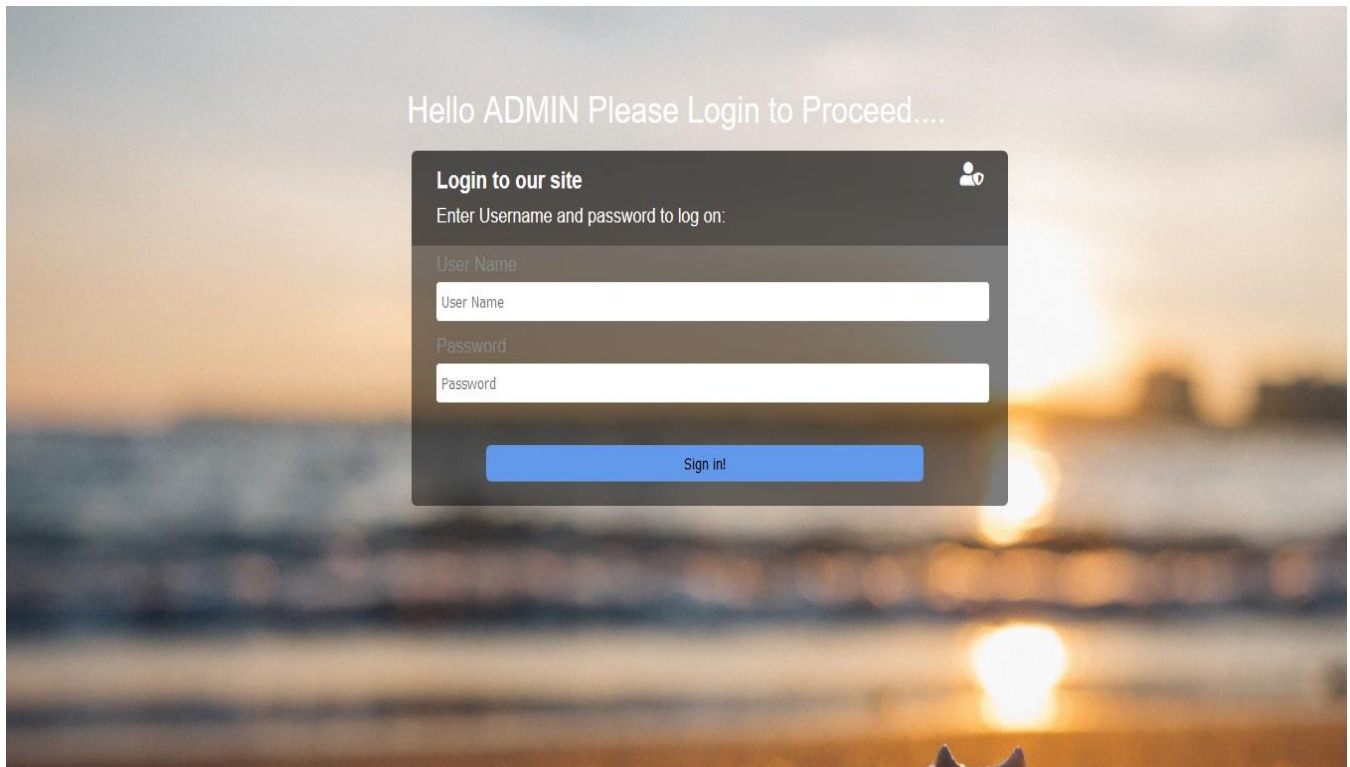 Hello ADMIN Please Login to Proceed....
Login to our site
Enter Username and password to log on:
User Name
User Name
Password
Password
Sign in!